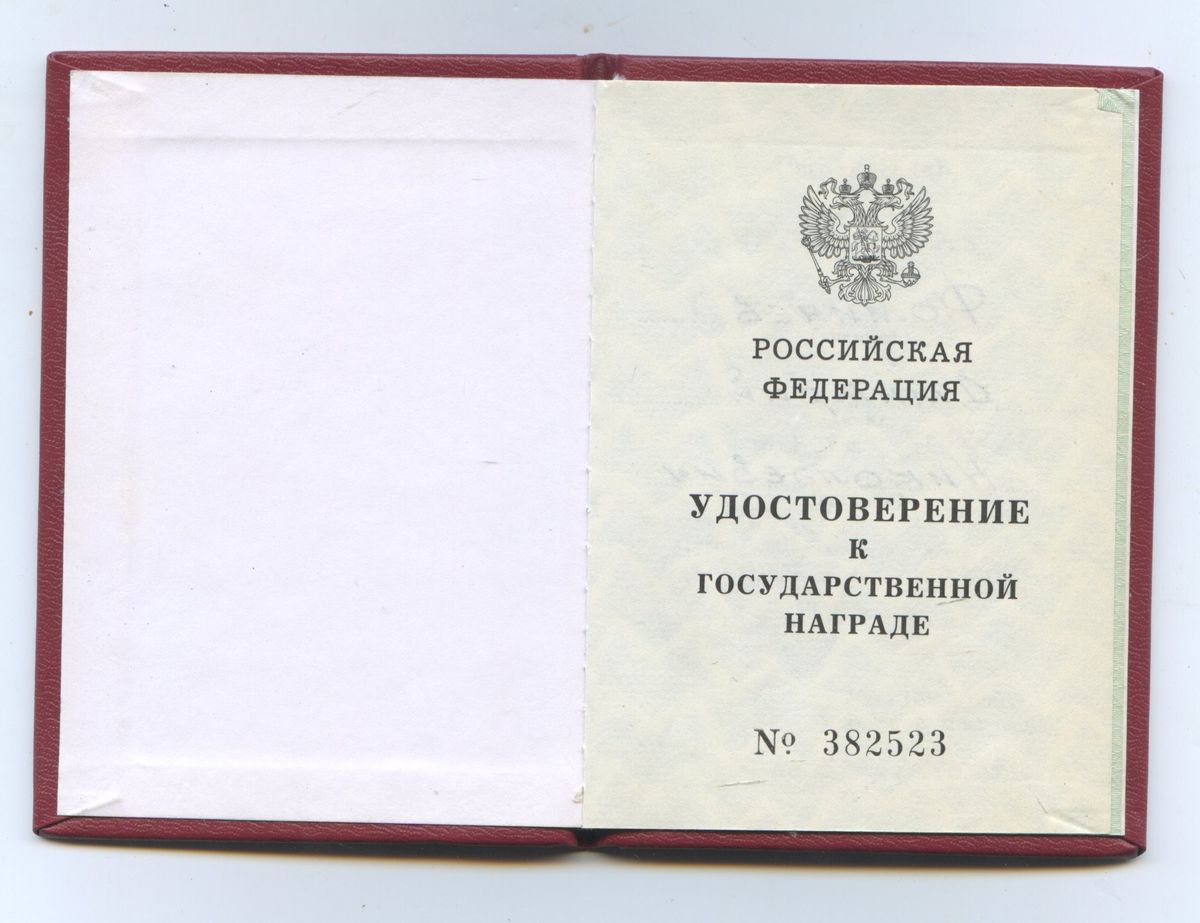 РОССИЙСКАЯ
ФЕДЕРАЦИЯ
УДОСТОВЕРЕНИЕ
К
ГОСУДАРСТВЕННОЙ
НАГРАДЕ
№ 382523